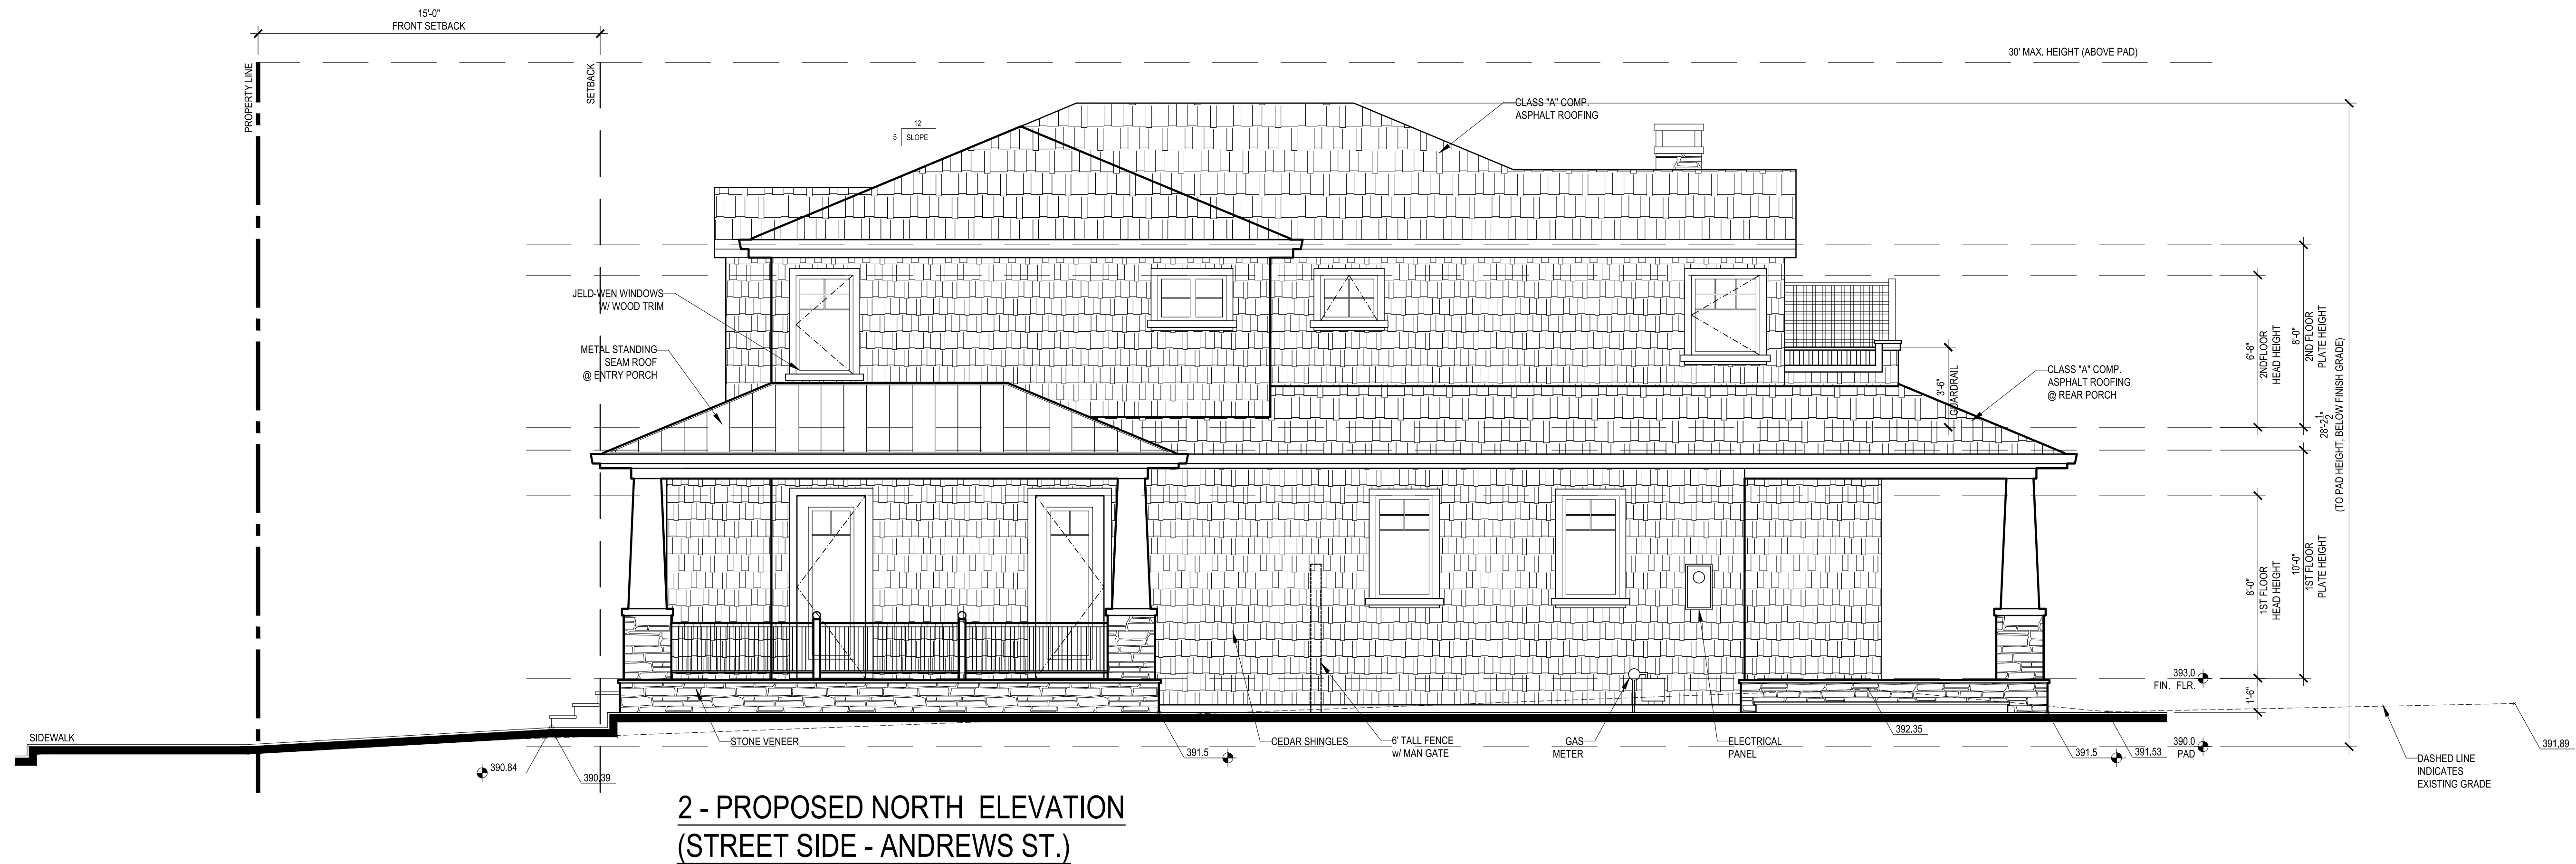 15'-0"
FRONT SETBACK
PROPERTY LINE
SETBACK
30' MAX. HEIGHT (ABOVE PAD)
12
5
SLOPE
CLASS "A" COMP.
ASPHALT ROOFING
JELD-WEN WINDOWS
W/ WOOD TRIM
METAL STANDING
SEAM ROOF
@ ENTRY PORCH
3'-6"
GUARDRAIL
CLASS "A" COMP.
ASPHALT ROOFING
@ REAR PORCH
6'-8"
2NDFLOOR
HEAD HEIGHT
8'-0"
2ND FLOOR
PLATE HEIGHT
28'-2 1/2"
(TO PAD HEIGHT, BELOW FINISH GRADE)
8'-0"
1ST FLOOR
HEAD HEIGHT
10'-0"
1ST FLOOR
PLATE HEIGHT
393.0
FIN. FLR.
1'-6"
SIDEWALK
STONE VENEER
390.84
390.39
391.5
CEDAR SHINGLES
6' TALL FENCE
w/ MAN GATE
GAS
METER
ELECTRICAL
PANEL
392.35
391.5
391.53
390.0
PAD
391.89
DASHED LINE
INDICATES
EXISTING GRADE
2 - PROPOSED NORTH ELEVATION
(STREET SIDE - ANDREWS ST.)